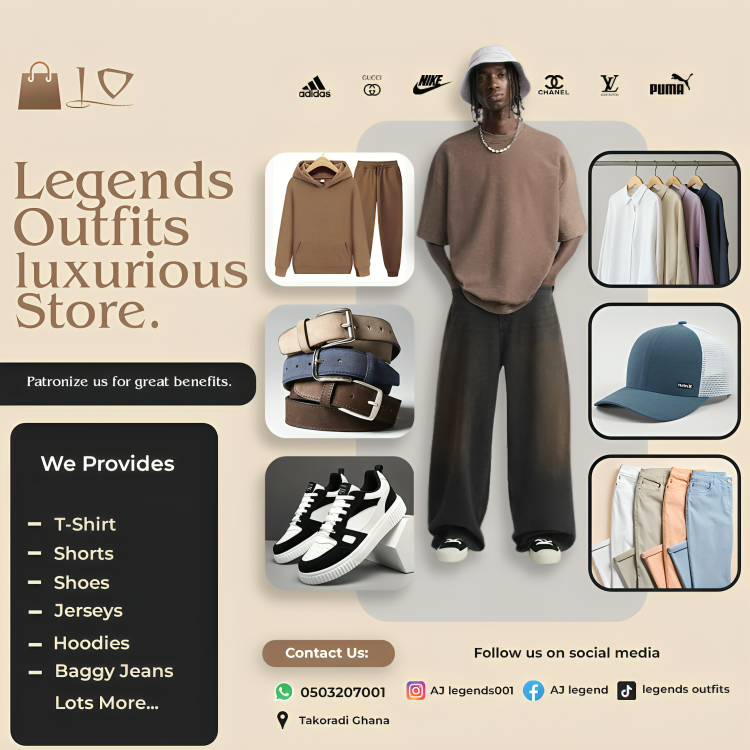 LO
adidas
GUCCI
NIKE
CHANEL
LV
PUMA
Legends
Outfits
luxurious
Store.
Patronize us for great benefits.
Hurley
We Provides
– T-Shirt
– Shorts
– Shoes
– Jerseys
– Hoodies
– Baggy Jeans
Lots More...
Contact Us:
Follow us on social media
0503207001
AJ legends001
AJ legend
legends outfits
Takoradi Ghana